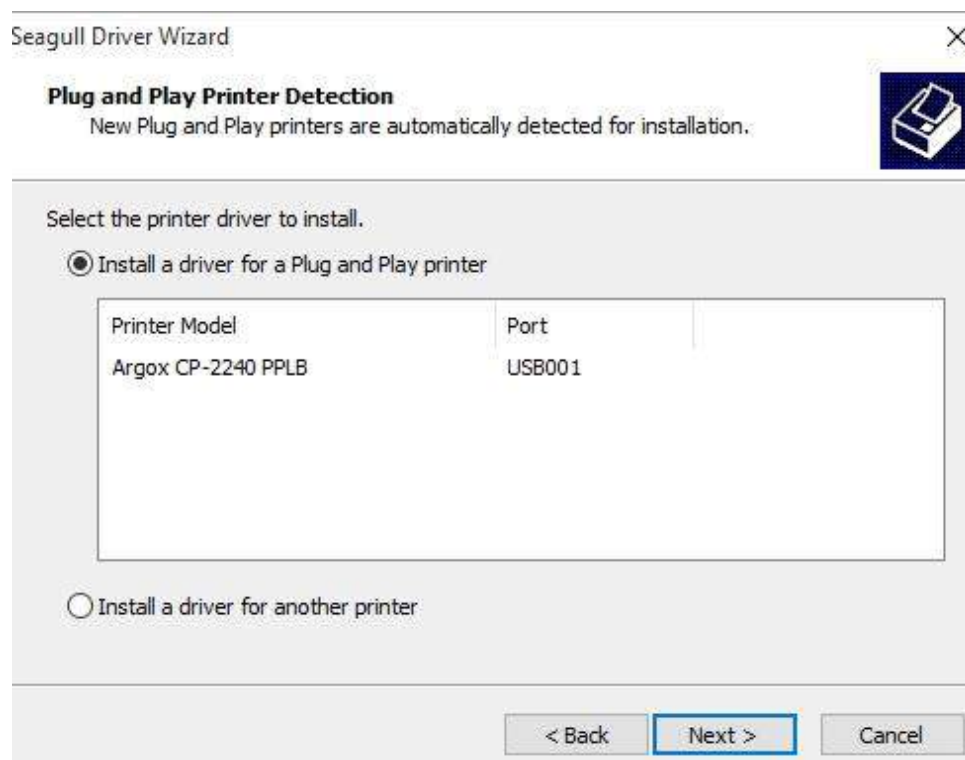 Seagull Driver Wizard
Plug and Play Printer Detection
New Plug and Play printers are automatically detected for installation.
Select the printer driver to install.
Install a driver for a Plug and Play printer
Printer Model Port
Argox CP-2240 PPLB USB001
Install a driver for another printer
< Back Next > Cancel